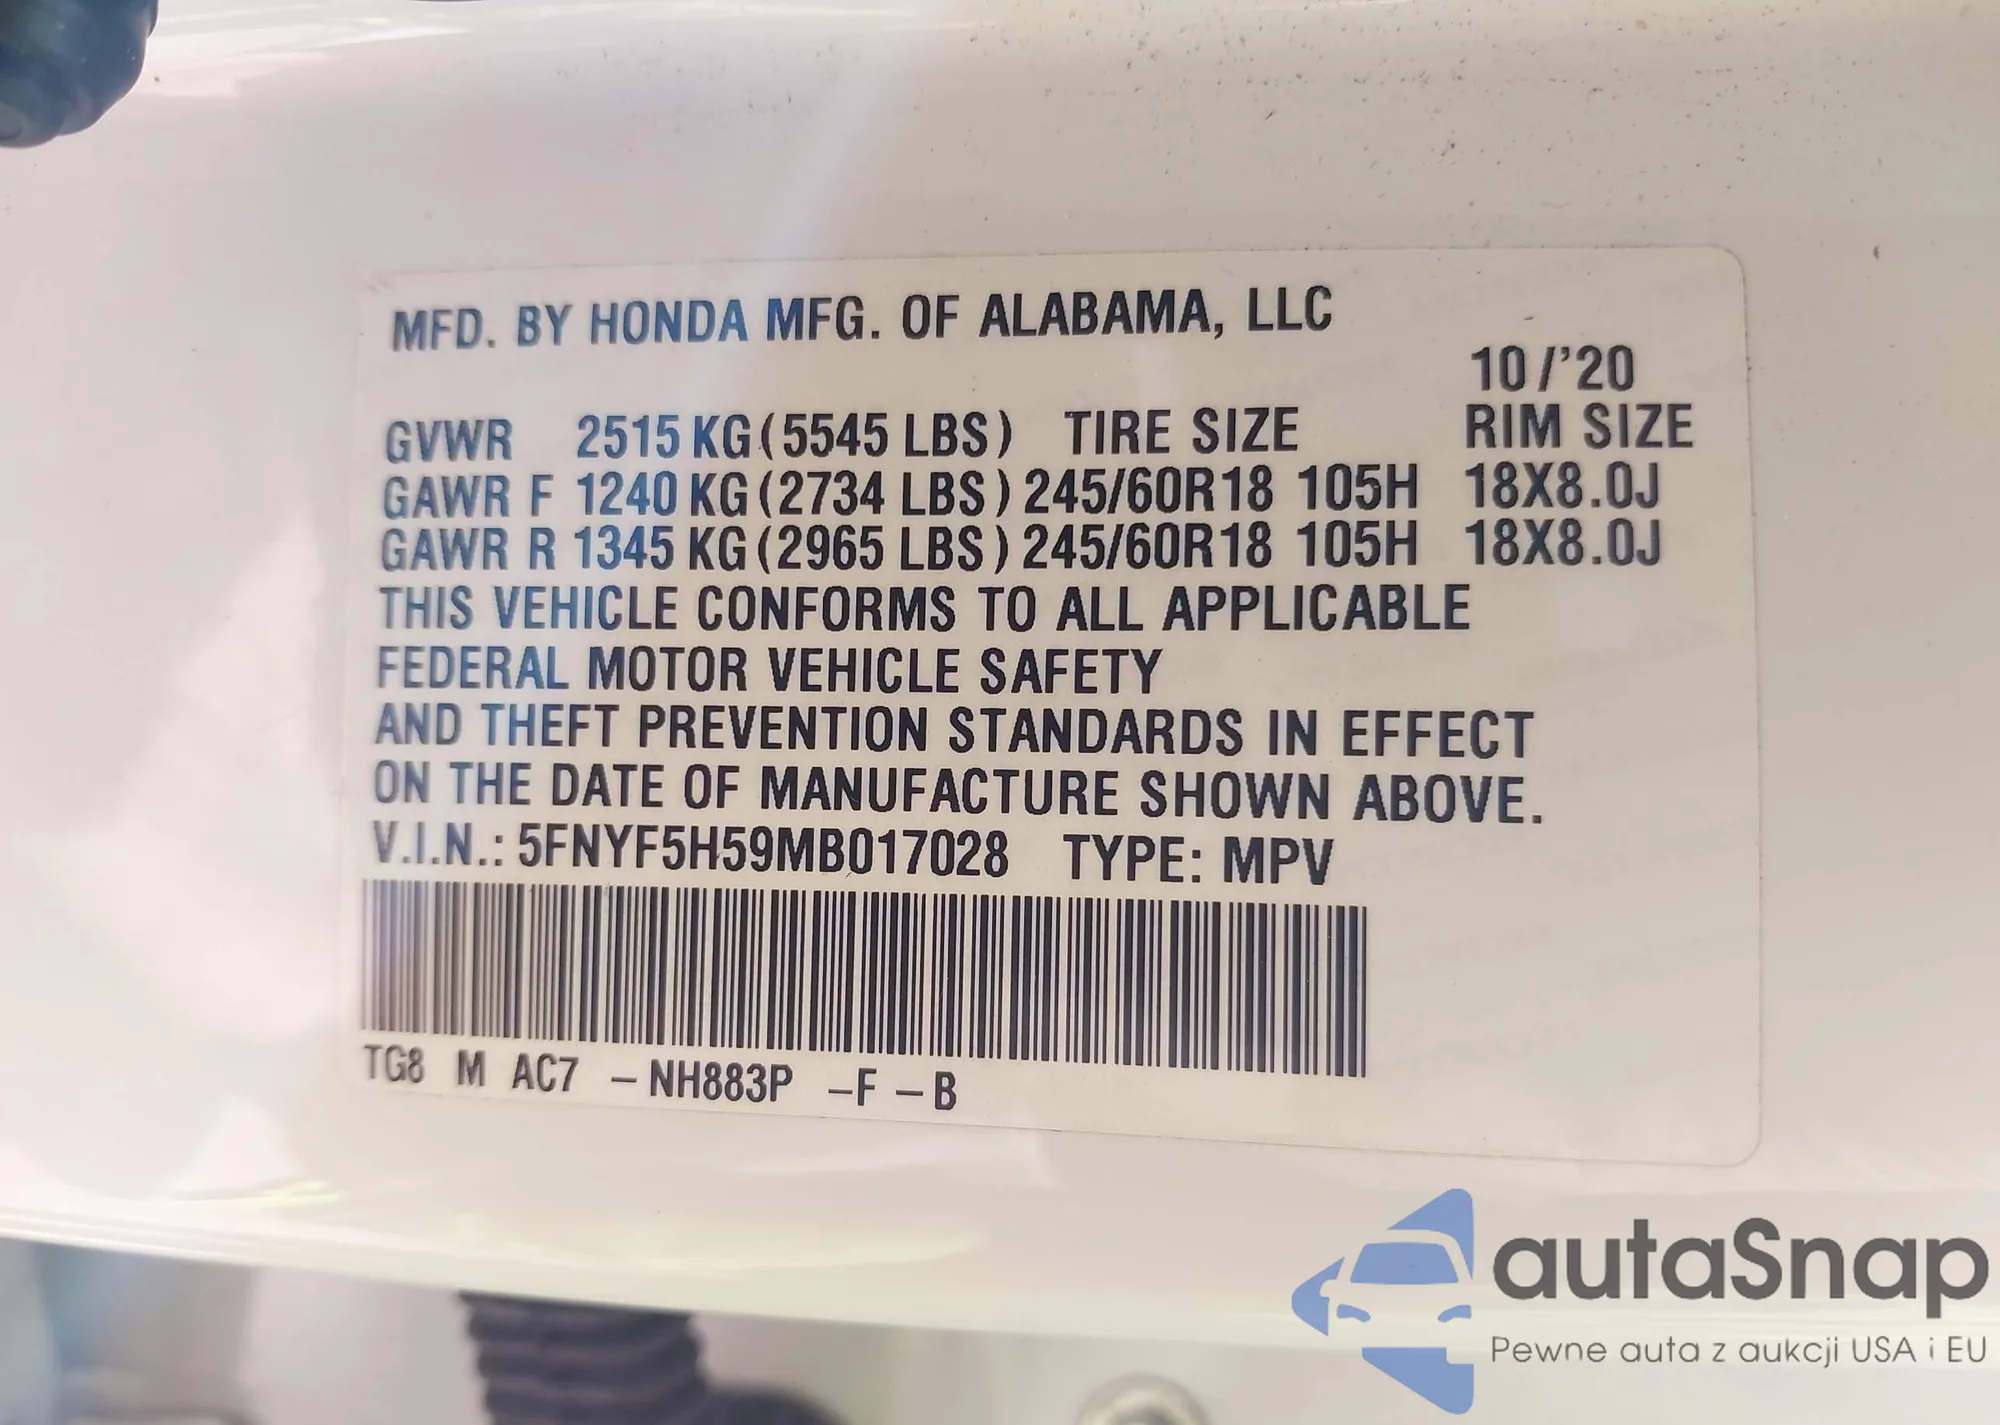 MFD. BY HONDA MFG. OF ALABAMA, LLC
10/'20
GVWR 2515 KG (5545 LBS) TIRE SIZE RIM SIZE
GAWR F 1240 KG (2734 LBS) 245/60R18 105H 18X8.0J
GAWR R 1345 KG (2965 LBS) 245/60R18 105H 18X8.0J
THIS VEHICLE CONFORMS TO ALL APPLICABLE
FEDERAL MOTOR VEHICLE SAFETY
AND THEFT PREVENTION STANDARDS IN EFFECT
ON THE DATE OF MANUFACTURE SHOWN ABOVE.
V.I.N.: 5FNYF5H59MB017028 TYPE: MPV
TG8 M AC7 – NH883P – F – B
autaSnap
Pewne auta z aukcji USA i EU